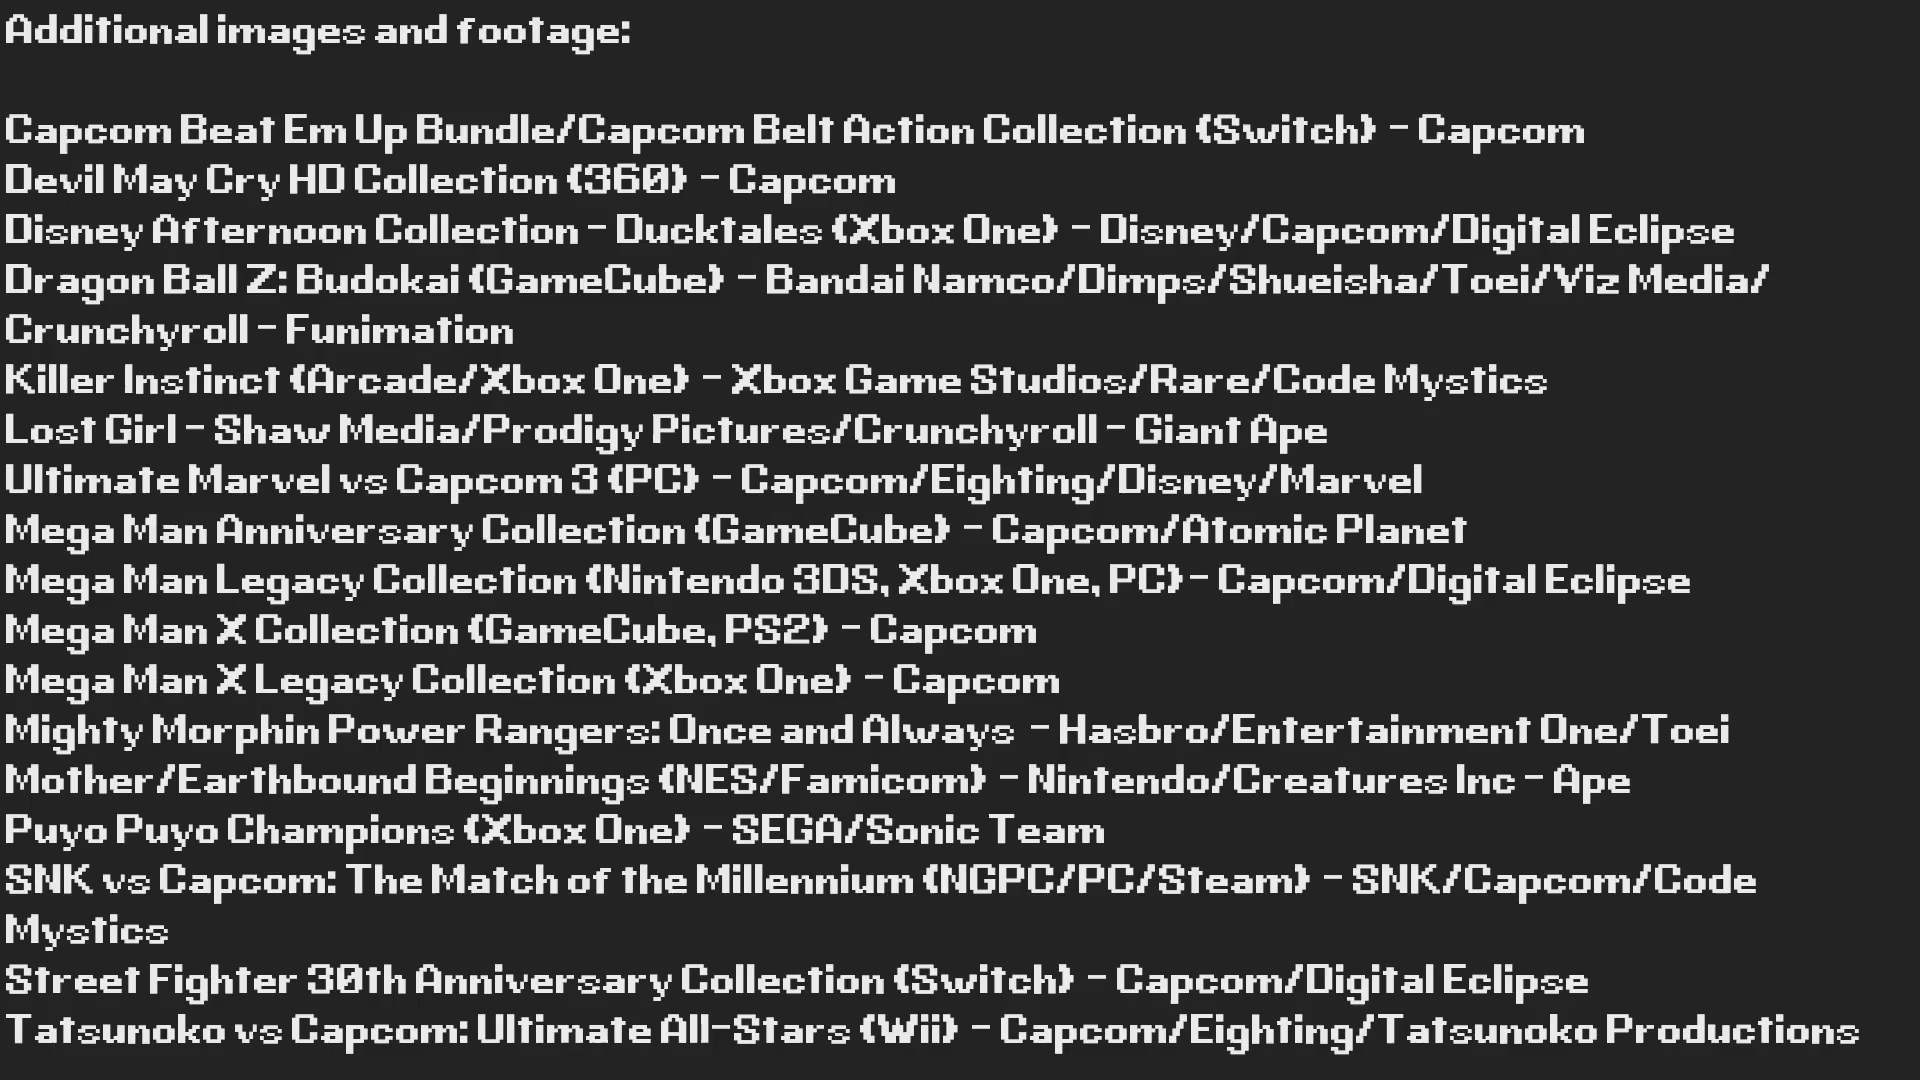 Additional images and footage:
Capcom Beat Em Up Bundle/Capcom Belt Action Collection (Switch) - Capcom
Devil May Cry HD Collection (360) - Capcom
Disney Afternoon Collection - Ducktales (Xbox One) - Disney/Capcom/Digital Eclipse
Dragon Ball Z: Budokai (GameCube) - Bandai Namco/Dimps/Shueisha/Toei/Viz Media/
Crunchyroll - Funimation
Killer Instinct (Arcade/Xbox One) - Xbox Game Studios/Rare/Code Mystics
Lost Girl - Shaw Media/Prodigy Pictures/Crunchyroll - Giant Ape
Ultimate Marvel vs Capcom 3 (PC) - Capcom/Eighting/Disney/Marvel
Mega Man Anniversary Collection (GameCube) - Capcom/Atomic Planet
Mega Man Legacy Collection (Nintendo 3DS, Xbox One, PC)- Capcom/Digital Eclipse
Mega Man X Collection (GameCube, PS2) - Capcom
Mega Man X Legacy Collection (Xbox One) - Capcom
Mighty Morphin Power Rangers: Once and Always - Hasbro/Entertainment One/Toei
Mother/Earthbound Beginnings (NES/Famicom) - Nintendo/Creatures Inc - Ape
Puyo Puyo Champions (Xbox One) - SEGA/Sonic Team
SNK vs Capcom: The Match of the Millennium (NGPC/PC/Steam) - SNK/Capcom/Code
Mystics
Street Fighter 30th Anniversary Collection (Switch) - Capcom/Digital Eclipse
Tatsunoko vs Capcom: Ultimate All-Stars (Wii) - Capcom/Eighting/Tatsunoko Productions